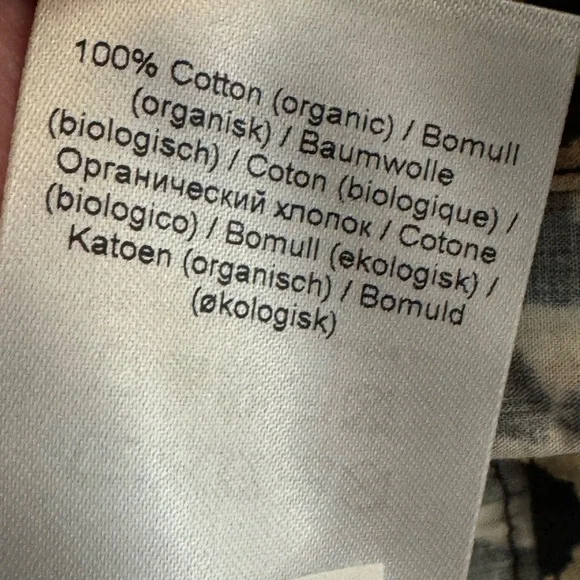 100% Cotton (organic) / Bomull
(organisk) / Baumwolle
(biologisch) / Coton (biologique) /
Органический хлопок / Cotone
(biologico) / Bomull (ekologisk) /
Katoen (organisch) / Bomuld
(økologisk)